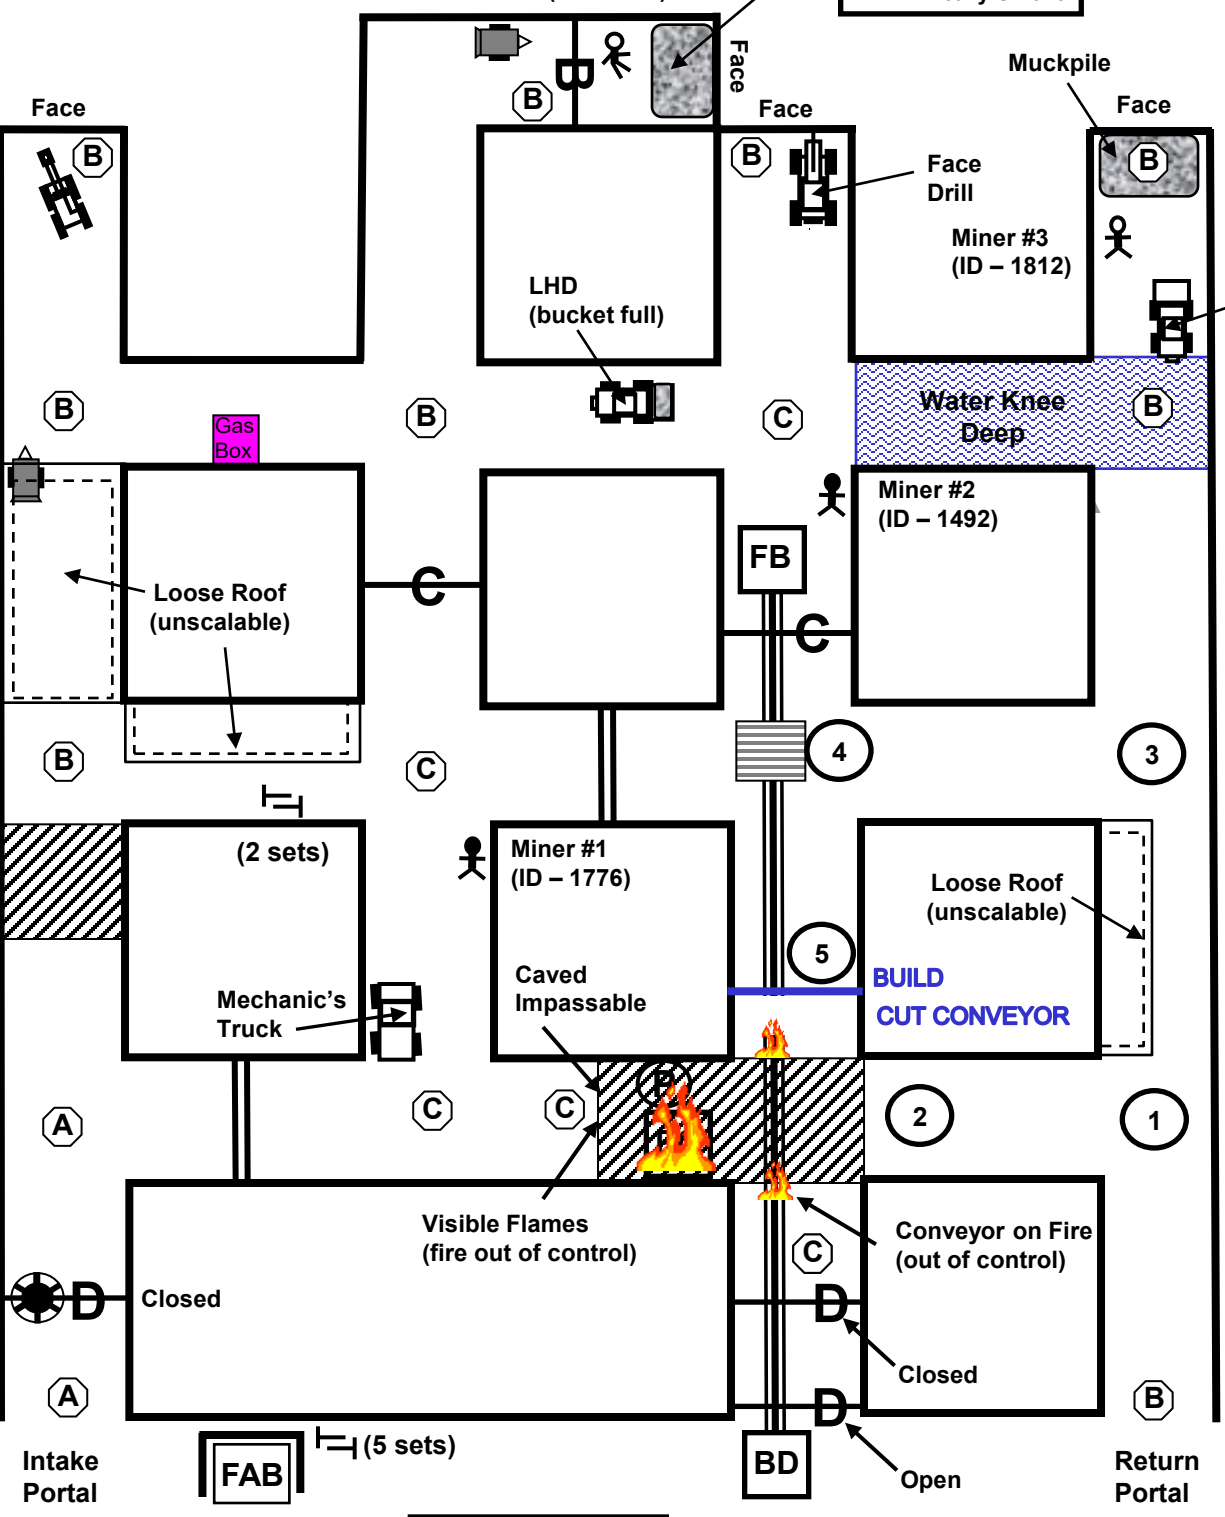 Face
Muckpile
Face
Face
Face
B
B
B
B
B
Face
Drill
Miner #3
(ID – 1812)
LHD
(bucket full)
B
B
C
Water Knee
Deep
B
Gas
Box
Miner #2
(ID – 1492)
FB
C
C
Loose Roof
(unscalable)
B
C
4
3
(2 sets)
Miner #1
(ID – 1776)
Loose Roof
(unscalable)
5
BUILD
CUT CONVEYOR
Caved
Impassable
Mechanic's
Truck
P
A
C
C
2
1
Visible Flames
(fire out of control)
Conveyor on Fire
(out of control)
C
D
Closed
D
Closed
A
D
B
Open
Intake
Portal
FAB
(5 sets)
BD
Return
Portal